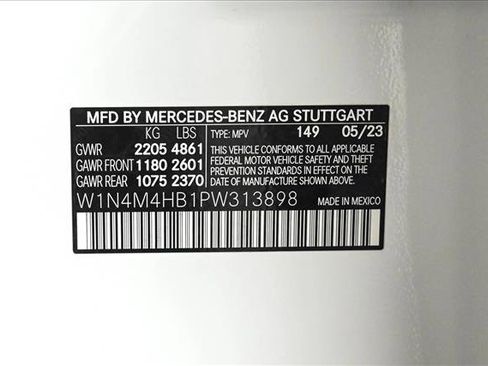 MFD BY MERCEDES-BENZ AG STUTTGART
KG LBS TYPE: MPV 149 05/23
GVWR 2205 4861 THIS VEHICLE CONFORMS TO ALL APPLICABLE
GAWR FRONT 1180 2601 FEDERAL MOTOR VEHICLE SAFETY, BUMPER,
GAWR REAR 1075 2370 AND THEFT PREVENTION STANDARDS IN EFFECT
ON THE DATE OF MANUFACTURE SHOWN ABOVE.
W1N4M4HB1PW313898 MADE IN MEXICO